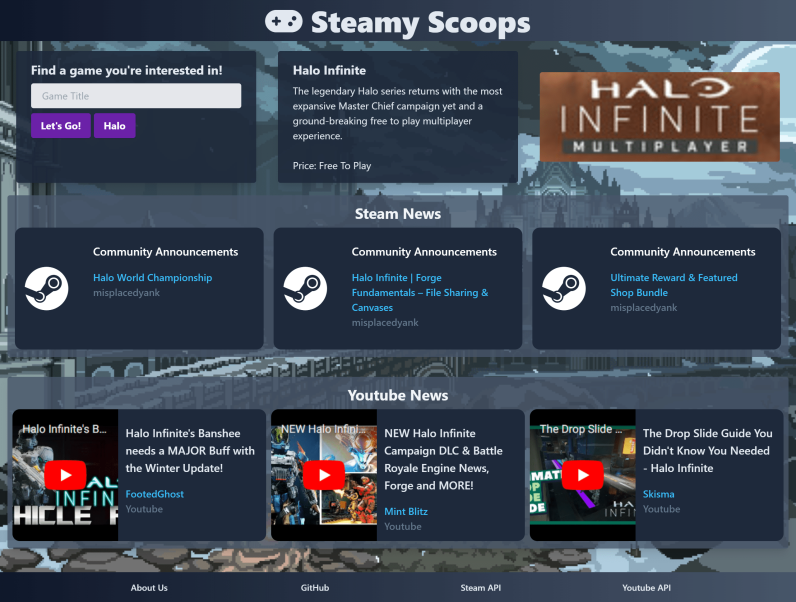 Steamy Scoops
Find a game you're interested in!
Game Title
Let's Go!
Halo
Halo Infinite
The legendary Halo series returns with the most
expansive Master Chief campaign yet and a
ground-breaking free to play multiplayer
experience.
Price: Free To Play
HALO
INFINITE
MULTIPLAYER
Steam News
Community Announcements
Halo World Championship
misplacedyank
Community Announcements
Halo Infinite | Forge
Fundamentals – File Sharing &
Canvases
misplacedyank
Community Announcements
Ultimate Reward & Featured
Shop Bundle
misplacedyank
Youtube News
Halo Infinite's B...
Halo Infinite's Banshee
needs a MAJOR Buff with
the Winter Update!
FootedGhost
Youtube
NEW Halo Infini...
NEW Halo Infinite
Campaign DLC & Battle
Royale Engine News,
Forge and MORE!
Mint Blitz
Youtube
The Drop Slide ...
The Drop Slide Guide You
Didn't Know You Needed
- Halo Infinite
Skisma
Youtube
About Us
GitHub
Steam API
Youtube API